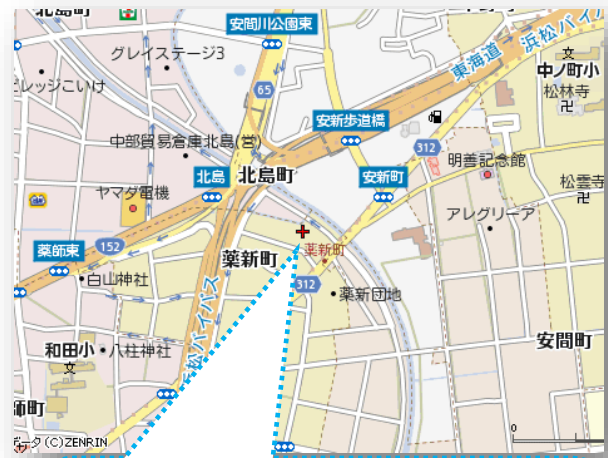 北島町
安間川公園東
グレイステージ3
ビレッジこいけ
東海道
浜松バイパス
中ノ町小
松林寺
65
安新歩道橋
中部貿易倉庫北島(営)
312
明善記念館
北島
北島町
安新町
松雲寺
ヤマダ電機
アレグリーア
152
薬師東
薬新町
薬新町
白山神社
312
薬新団地
浜松バイパス
安間町
和田小
八柱神社
師町
データ(C)ZENRIN
0